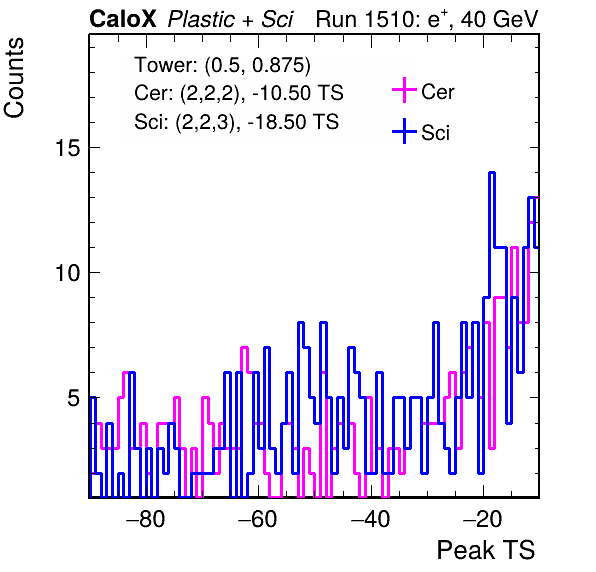 CaloX Plastic + Sci Run 1510: e⁺, 40 GeV
Counts
Tower: (0.5, 0.875)
Cer: (2,2,2), -10.50 TS
Sci: (2,2,3), -18.50 TS
Cer
Sci
15
10
5
−80 −60 −40 −20
Peak TS